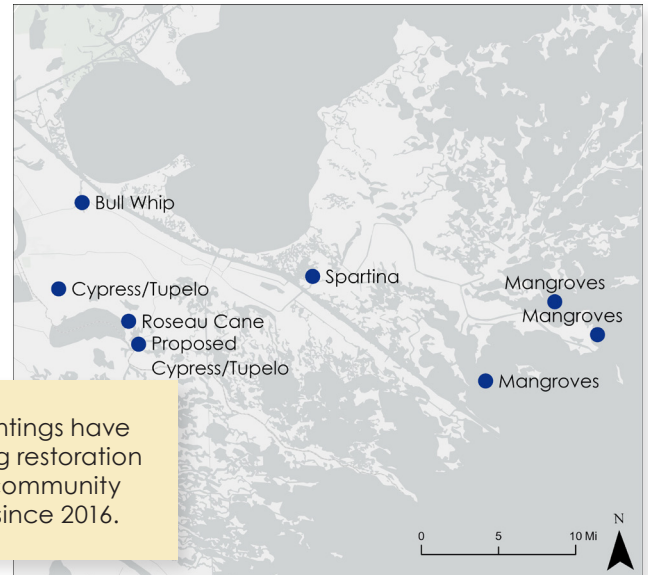 Bull Whip
Spartina
Cypress/Tupelo
Mangroves
Mangroves
Roseau Cane
Proposed
Cypress/Tupelo
Mangroves
ntings have
g restoration
community
since 2016.
N
0 5 10 Mi